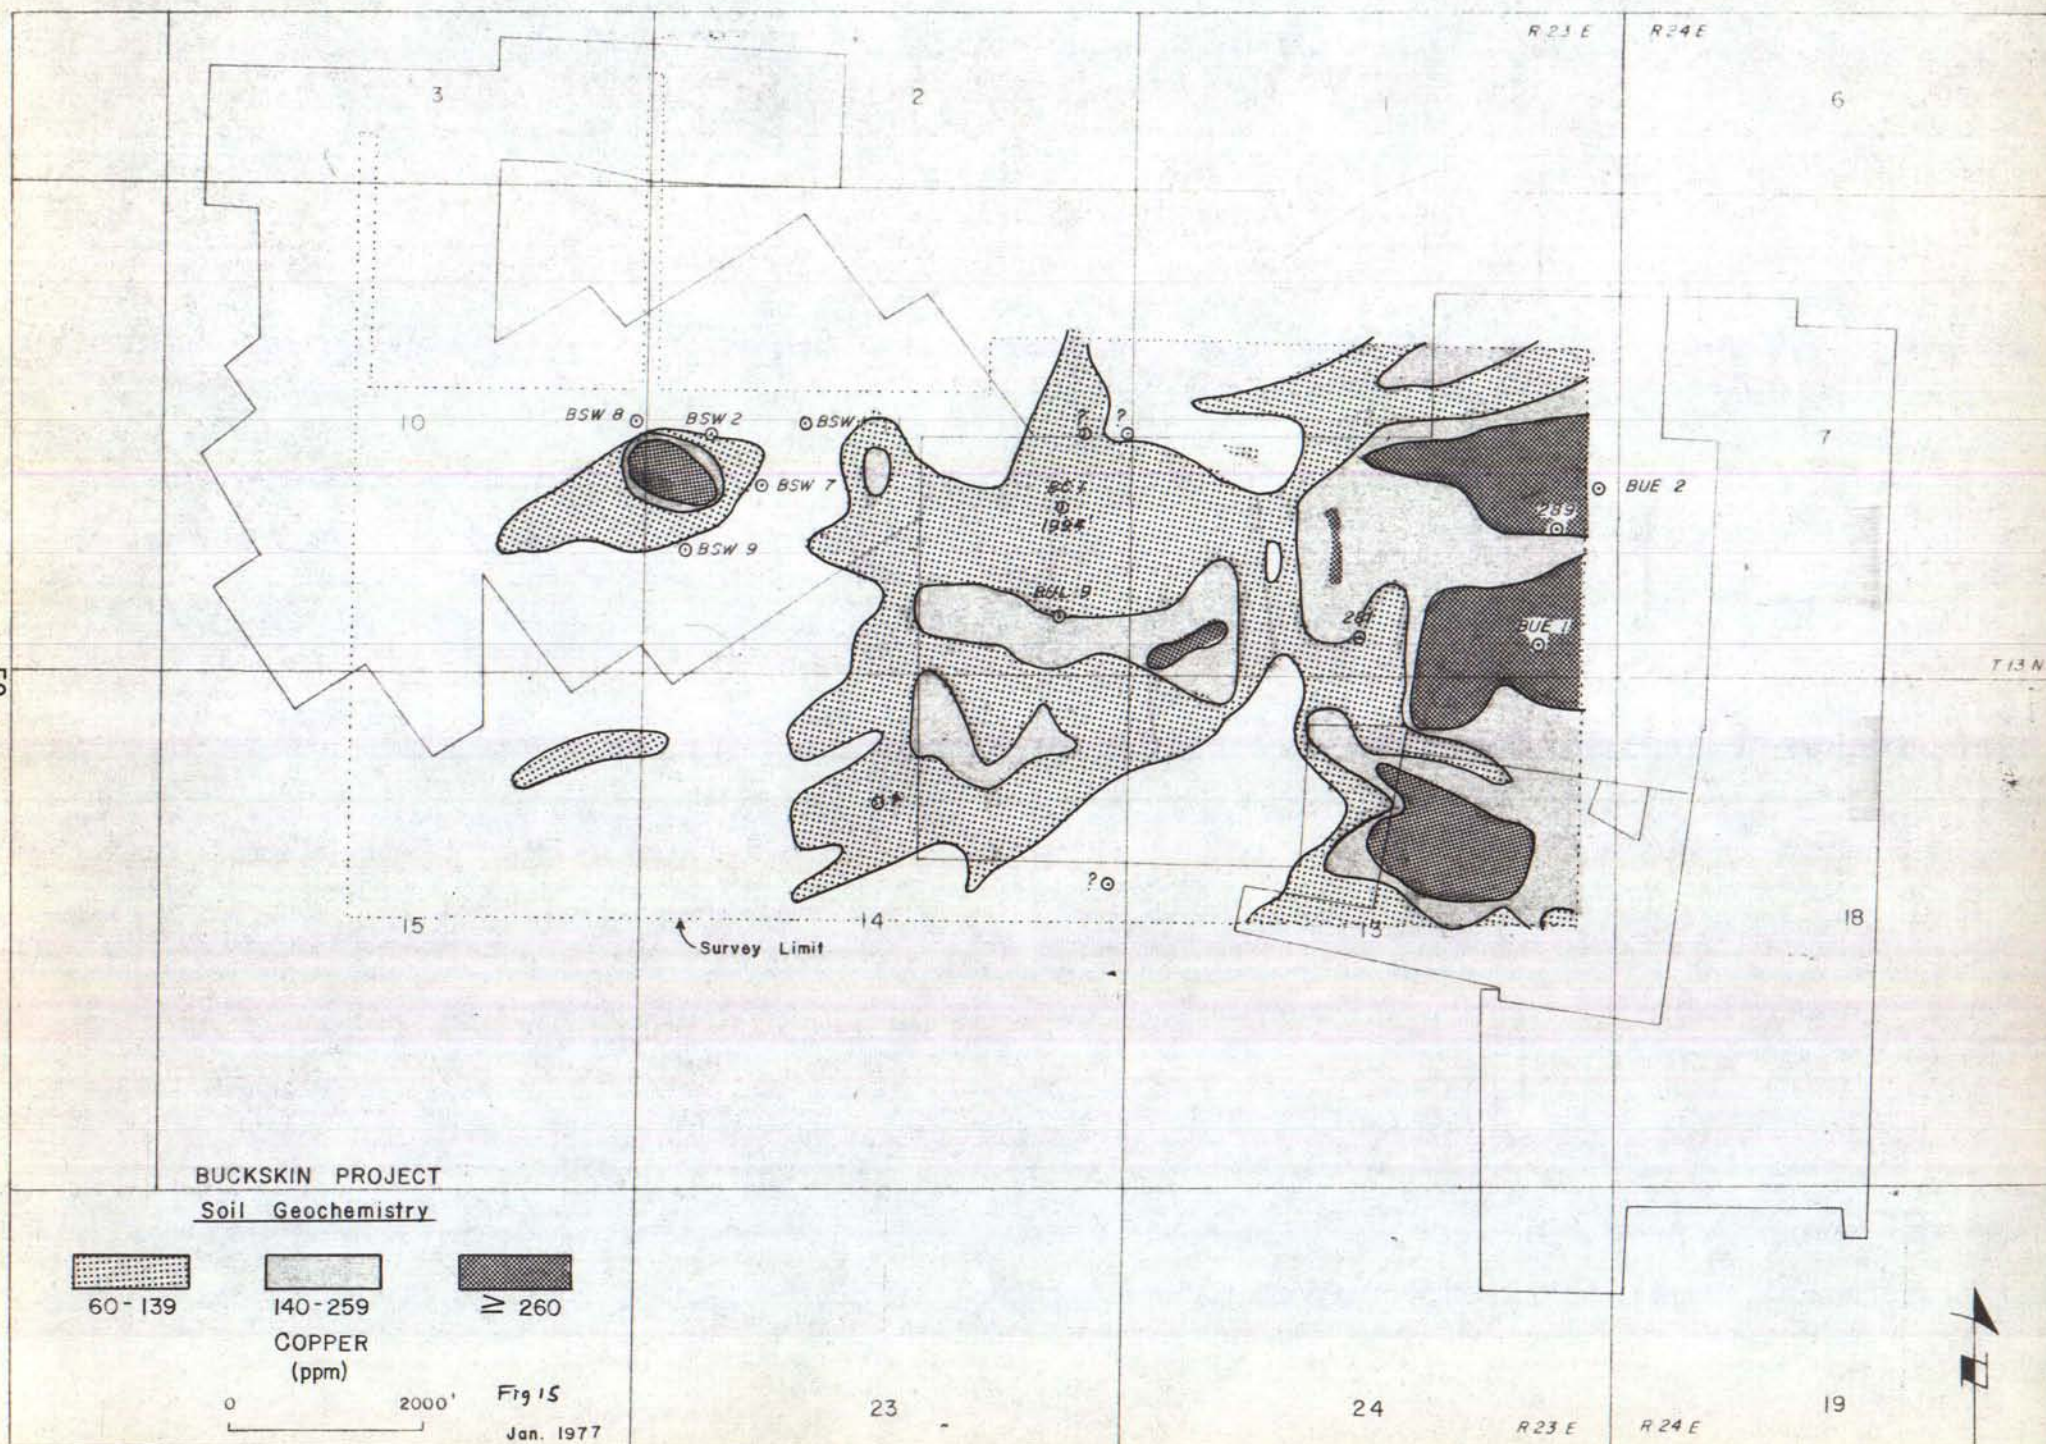 R 23 E R 24 E
3 2 1 6
10 BSW 8 BSW 2 BSW ? ? 7
BSW 7 BUE 2
289
BSW 9
BUL 9
BUE 1
T 13 N
?
15 14 13 18
Survey Limit
BUCKSKIN PROJECT
Soil Geochemistry
60-139 140-259 ≥ 260
COPPER
(ppm)
0 2000'
Fig 15
Jan. 1977
23 24 19
R 23 E R 24 E